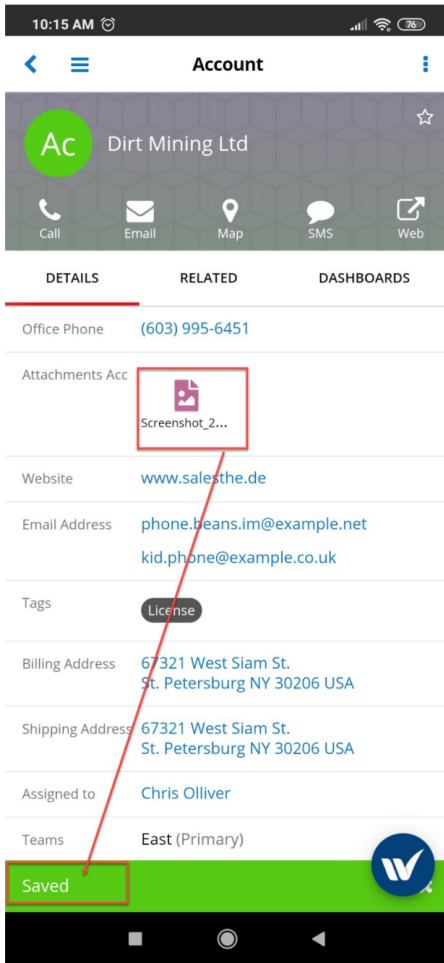 10:15 AM
76
Account
Ac
Dirt Mining Ltd
Call
Email
Map
SMS
Web
DETAILS
RELATED
DASHBOARDS
Office Phone
(603) 995-6451
Attachments Acc
Screenshot_2...
Website
www.salesthe.de
Email Address
phone.beans.im@example.net
kid.phone@example.co.uk
Tags
License
Billing Address
67321 West Siam St.
St. Petersburg NY 30206 USA
Shipping Address
67321 West Siam St.
St. Petersburg NY 30206 USA
Assigned to
Chris Olliver
Teams
East (Primary)
Saved